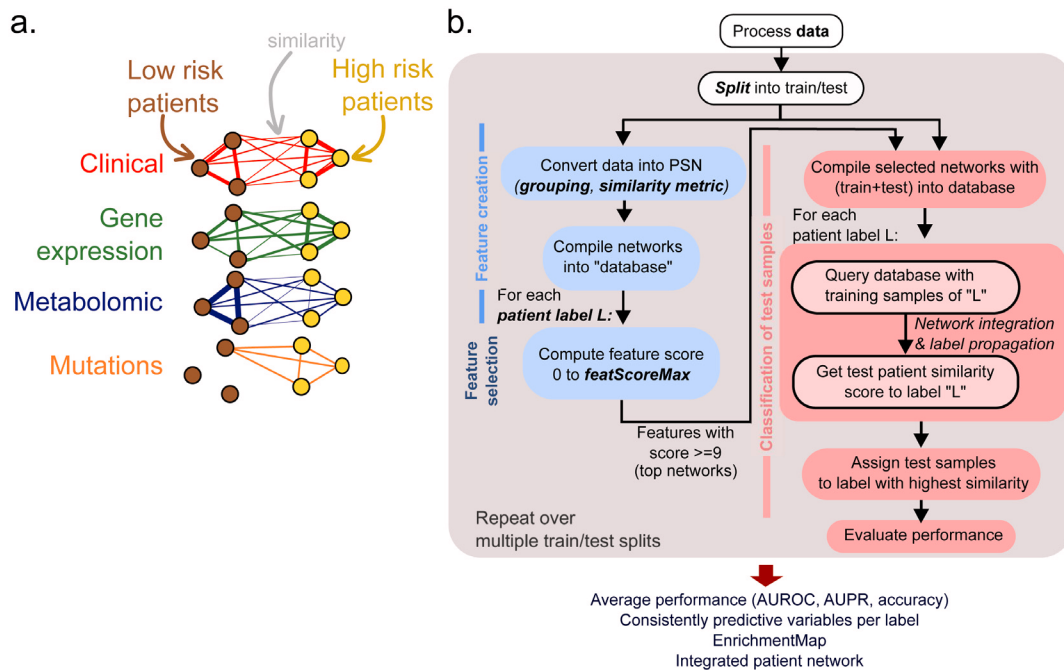 a.
similarity
Low risk
patients
High risk
patients
Clinical
Gene
expression
Metabolomic
Mutations
b.
Process data
Split into train/test
Feature creation
Convert data into PSN
(grouping, similarity metric)
Compile networks
into "database"
For each
patient label L:
Feature
selection
Compute feature score
0 to featScoreMax
Features with
score >=9
(top networks)
Classification of test samples
Compile selected networks with
(train+test) into database
For each
patient label L:
Query database with
training samples of "L"
Network integration
& label propagation
Get test patient similarity
score to label "L"
Assign test samples
to label with highest similarity
Evaluate performance
Repeat over
multiple train/test splits
Average performance (AUROC, AUPR, accuracy)
Consistently predictive variables per label
EnrichmentMap
Integrated patient network